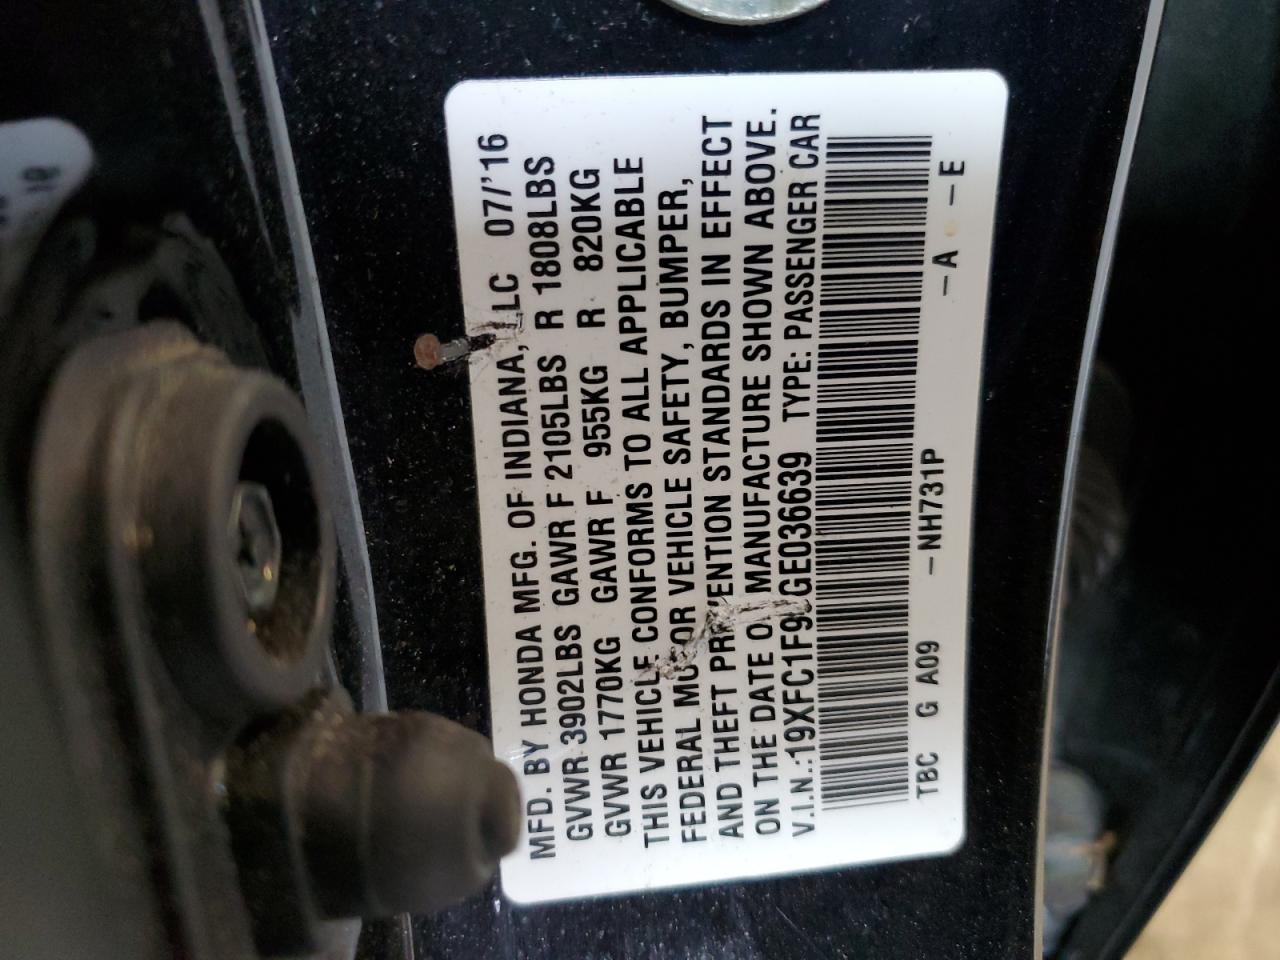 MFD. BY HONDA MFG. OF INDIANA, LLC 07/'16
GVWR 3902LBS GAWR F 2105LBS R 1808LBS
GVWR 1770KG GAWR F 955KG R 820KG
THIS VEHICLE CONFORMS TO ALL APPLICABLE
FEDERAL MOTOR VEHICLE SAFETY, BUMPER,
AND THEFT PREVENTION STANDARDS IN EFFECT
ON THE DATE OF MANUFACTURE SHOWN ABOVE.
V.I.N.: TYPE: PASSENGER CAR
TBC G A09 –NH731P –A –E